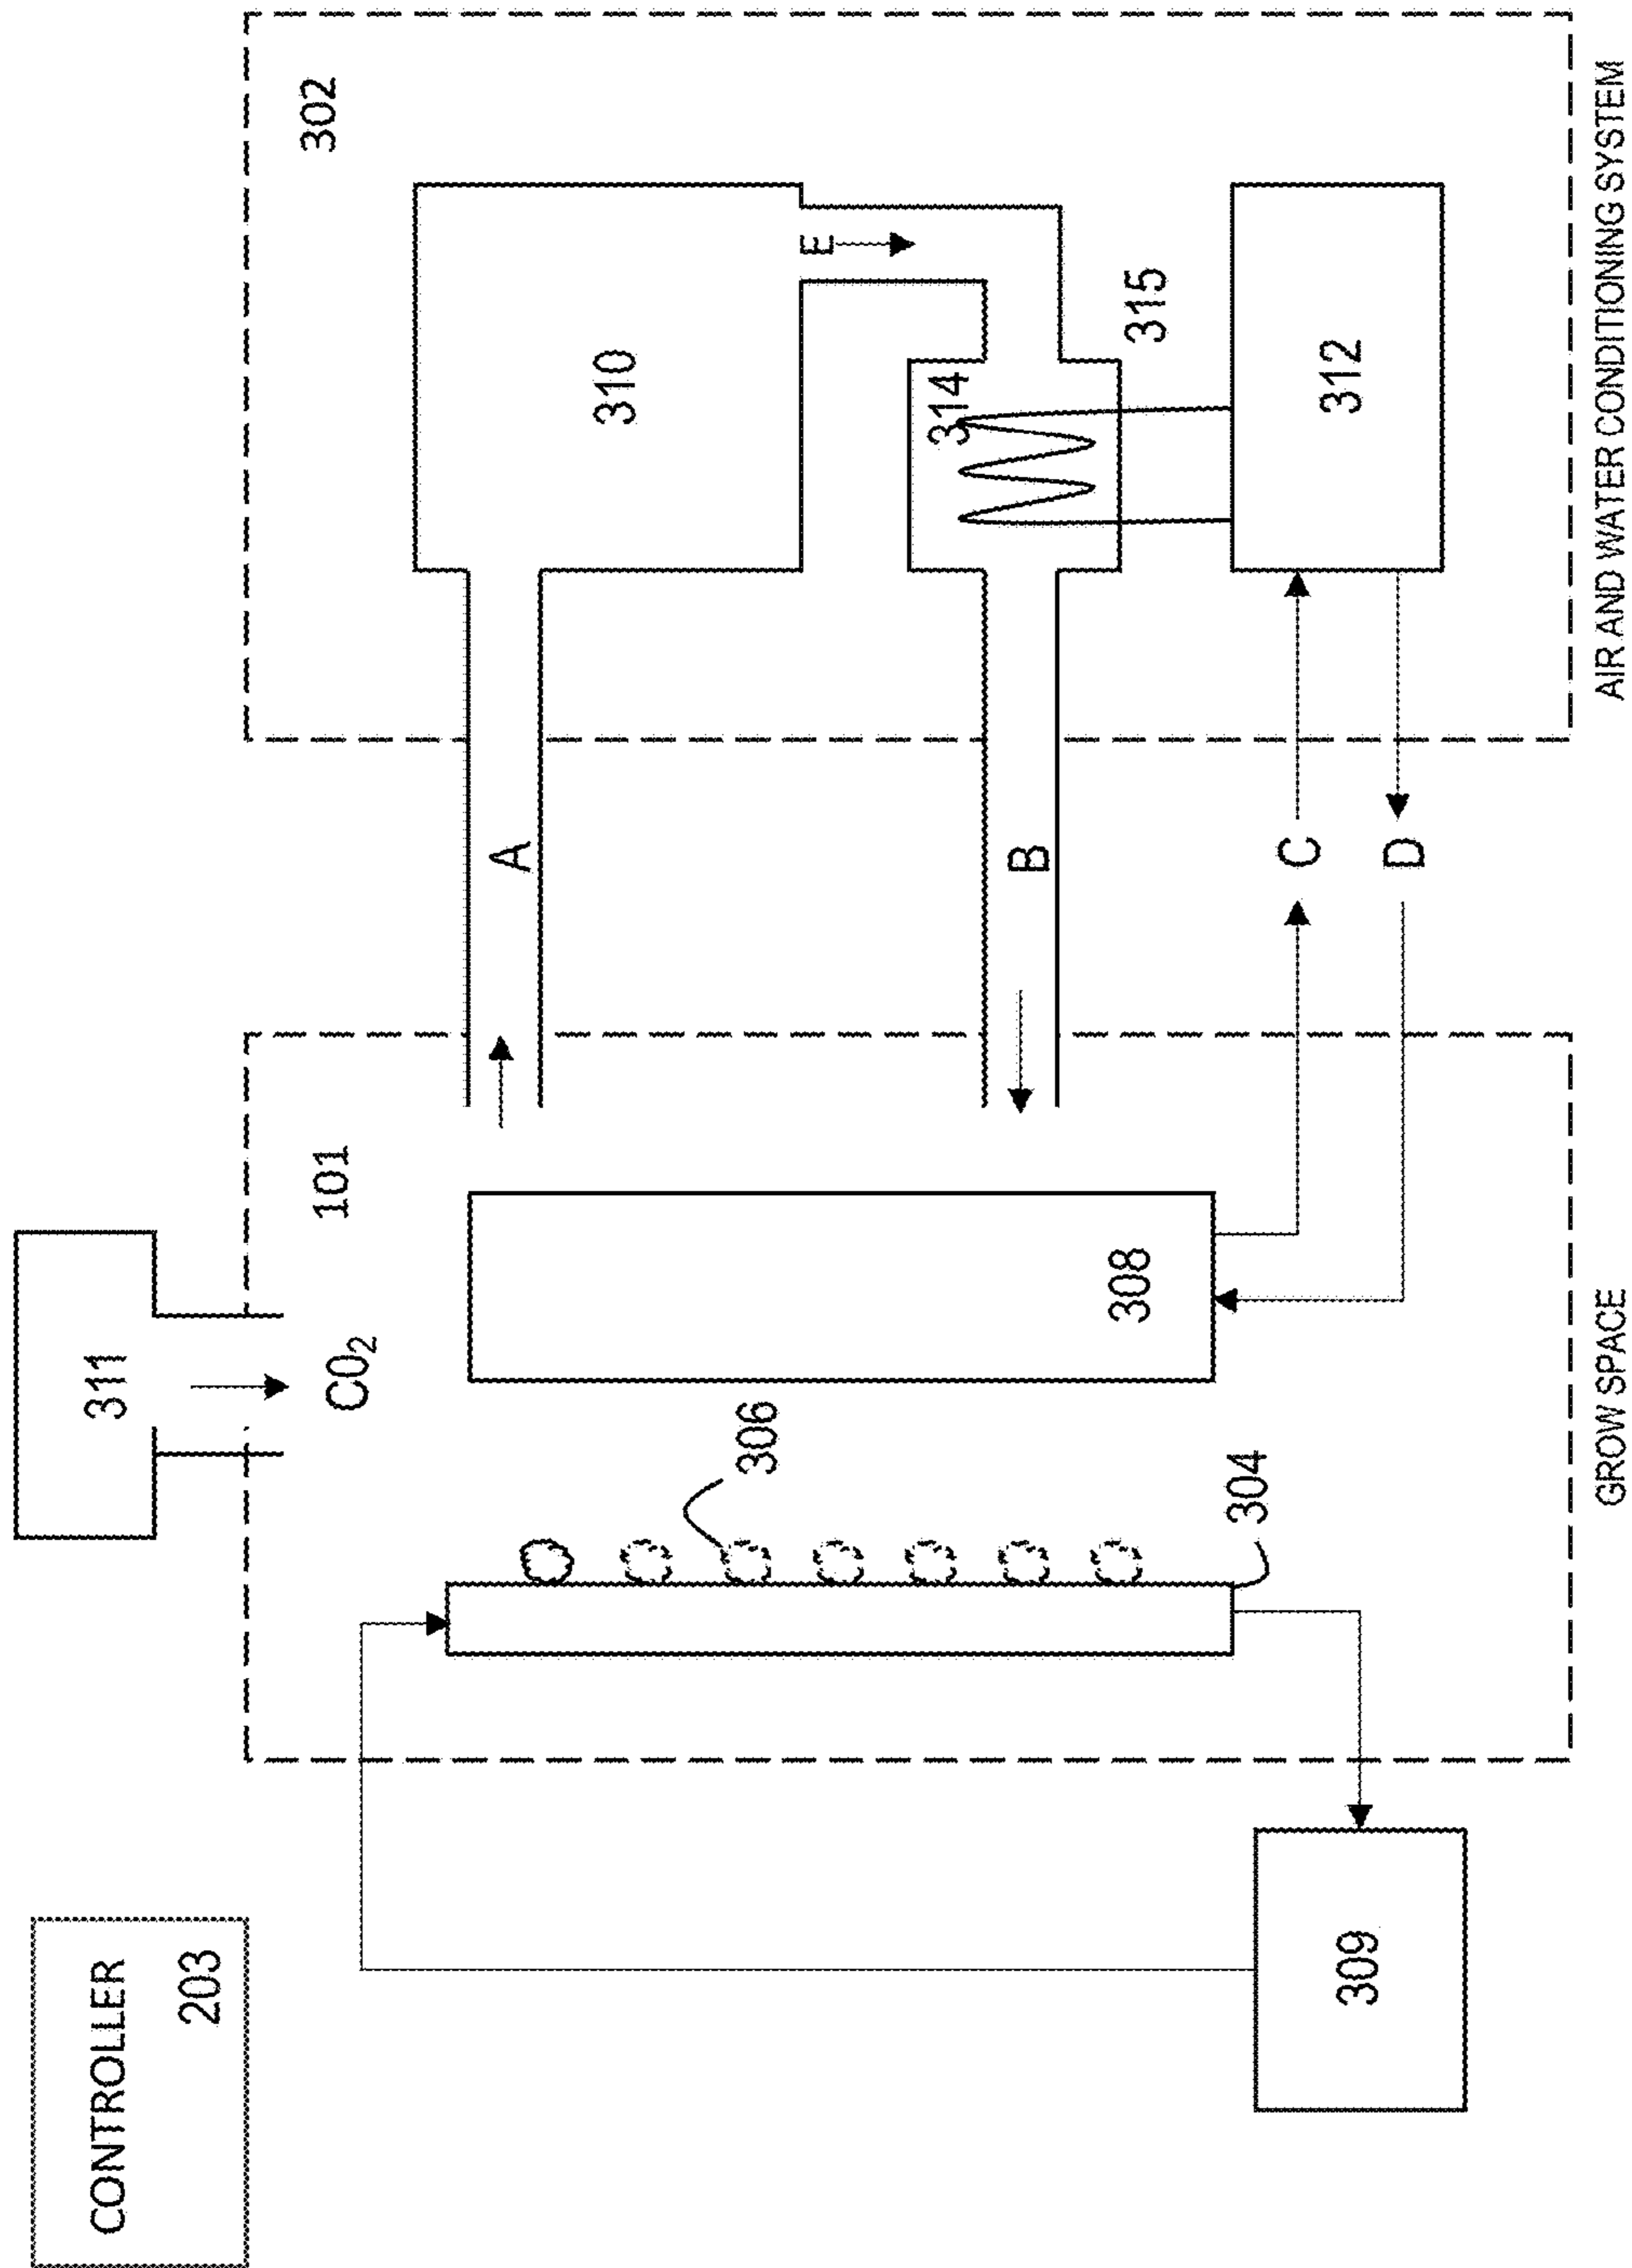 CONTROLLER
203
311
CO₂
101
302
A
310
E
314
315
B
306
308
304
C
D
312
309
GROW SPACE
AIR AND WATER CONDITIONING SYSTEM